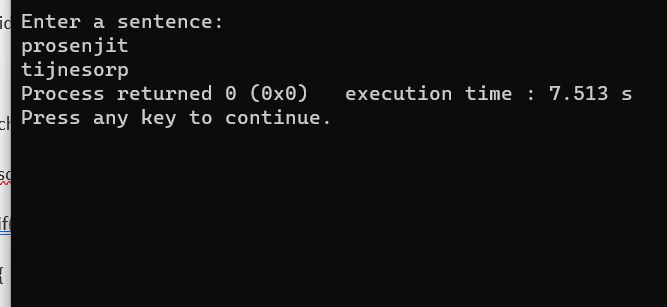 Enter a sentence:
prosenjit
tijnesorp
Process returned 0 (0x0)   execution time : 7.513 s
Press any key to continue.